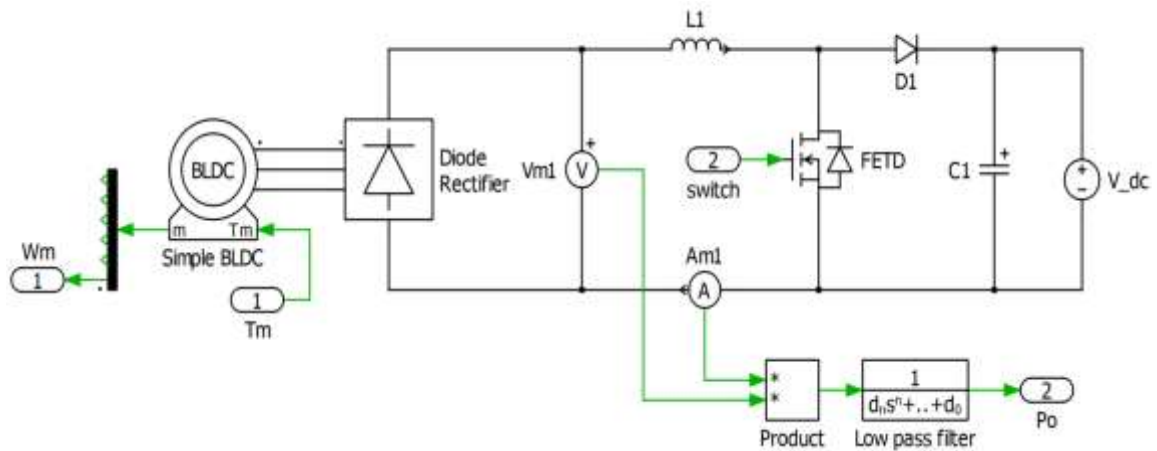 L1
D1
BLDC
Diode
Rectifier
Vm1
+
V
2
switch
FETD
C1
+
+
−
V_dc
m
Tm
Simple BLDC
Wm
1
1
Tm
Am1
A
*
*
Product
1
dₙsⁿ+..+d₀
Low pass filter
2
Po